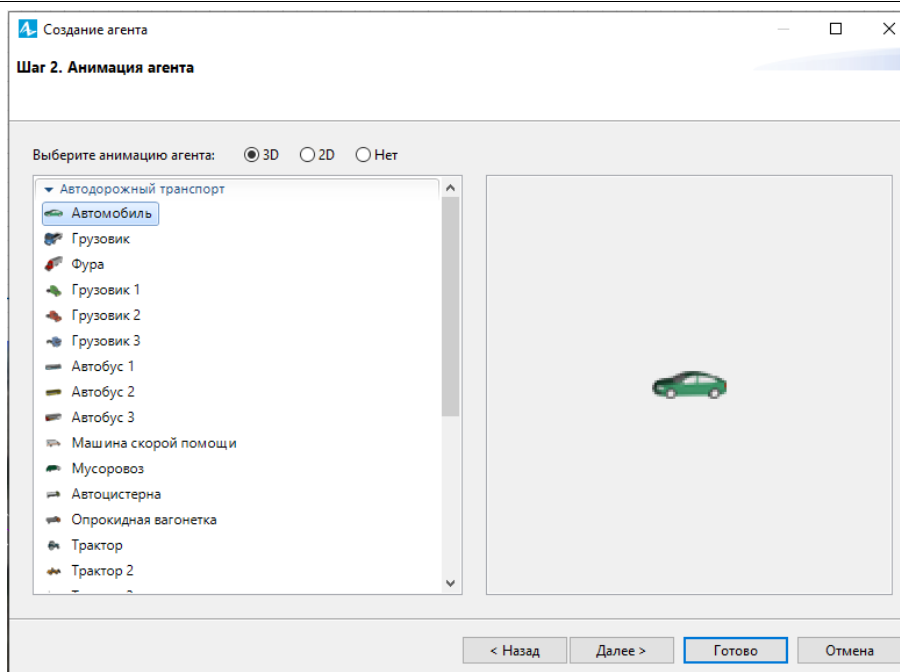 Создание агента
Шаг 2. Анимация агента
Выберите анимацию агента: 3D 2D Нет
Автодорожный транспорт
Автомобиль
Грузовик
Фура
Грузовик 1
Грузовик 2
Грузовик 3
Автобус 1
Автобус 2
Автобус 3
Машина скорой помощи
Мусоровоз
Автоцистерна
Опрокидная вагонетка
Трактор
Трактор 2
< Назад Далее > Готово Отмена